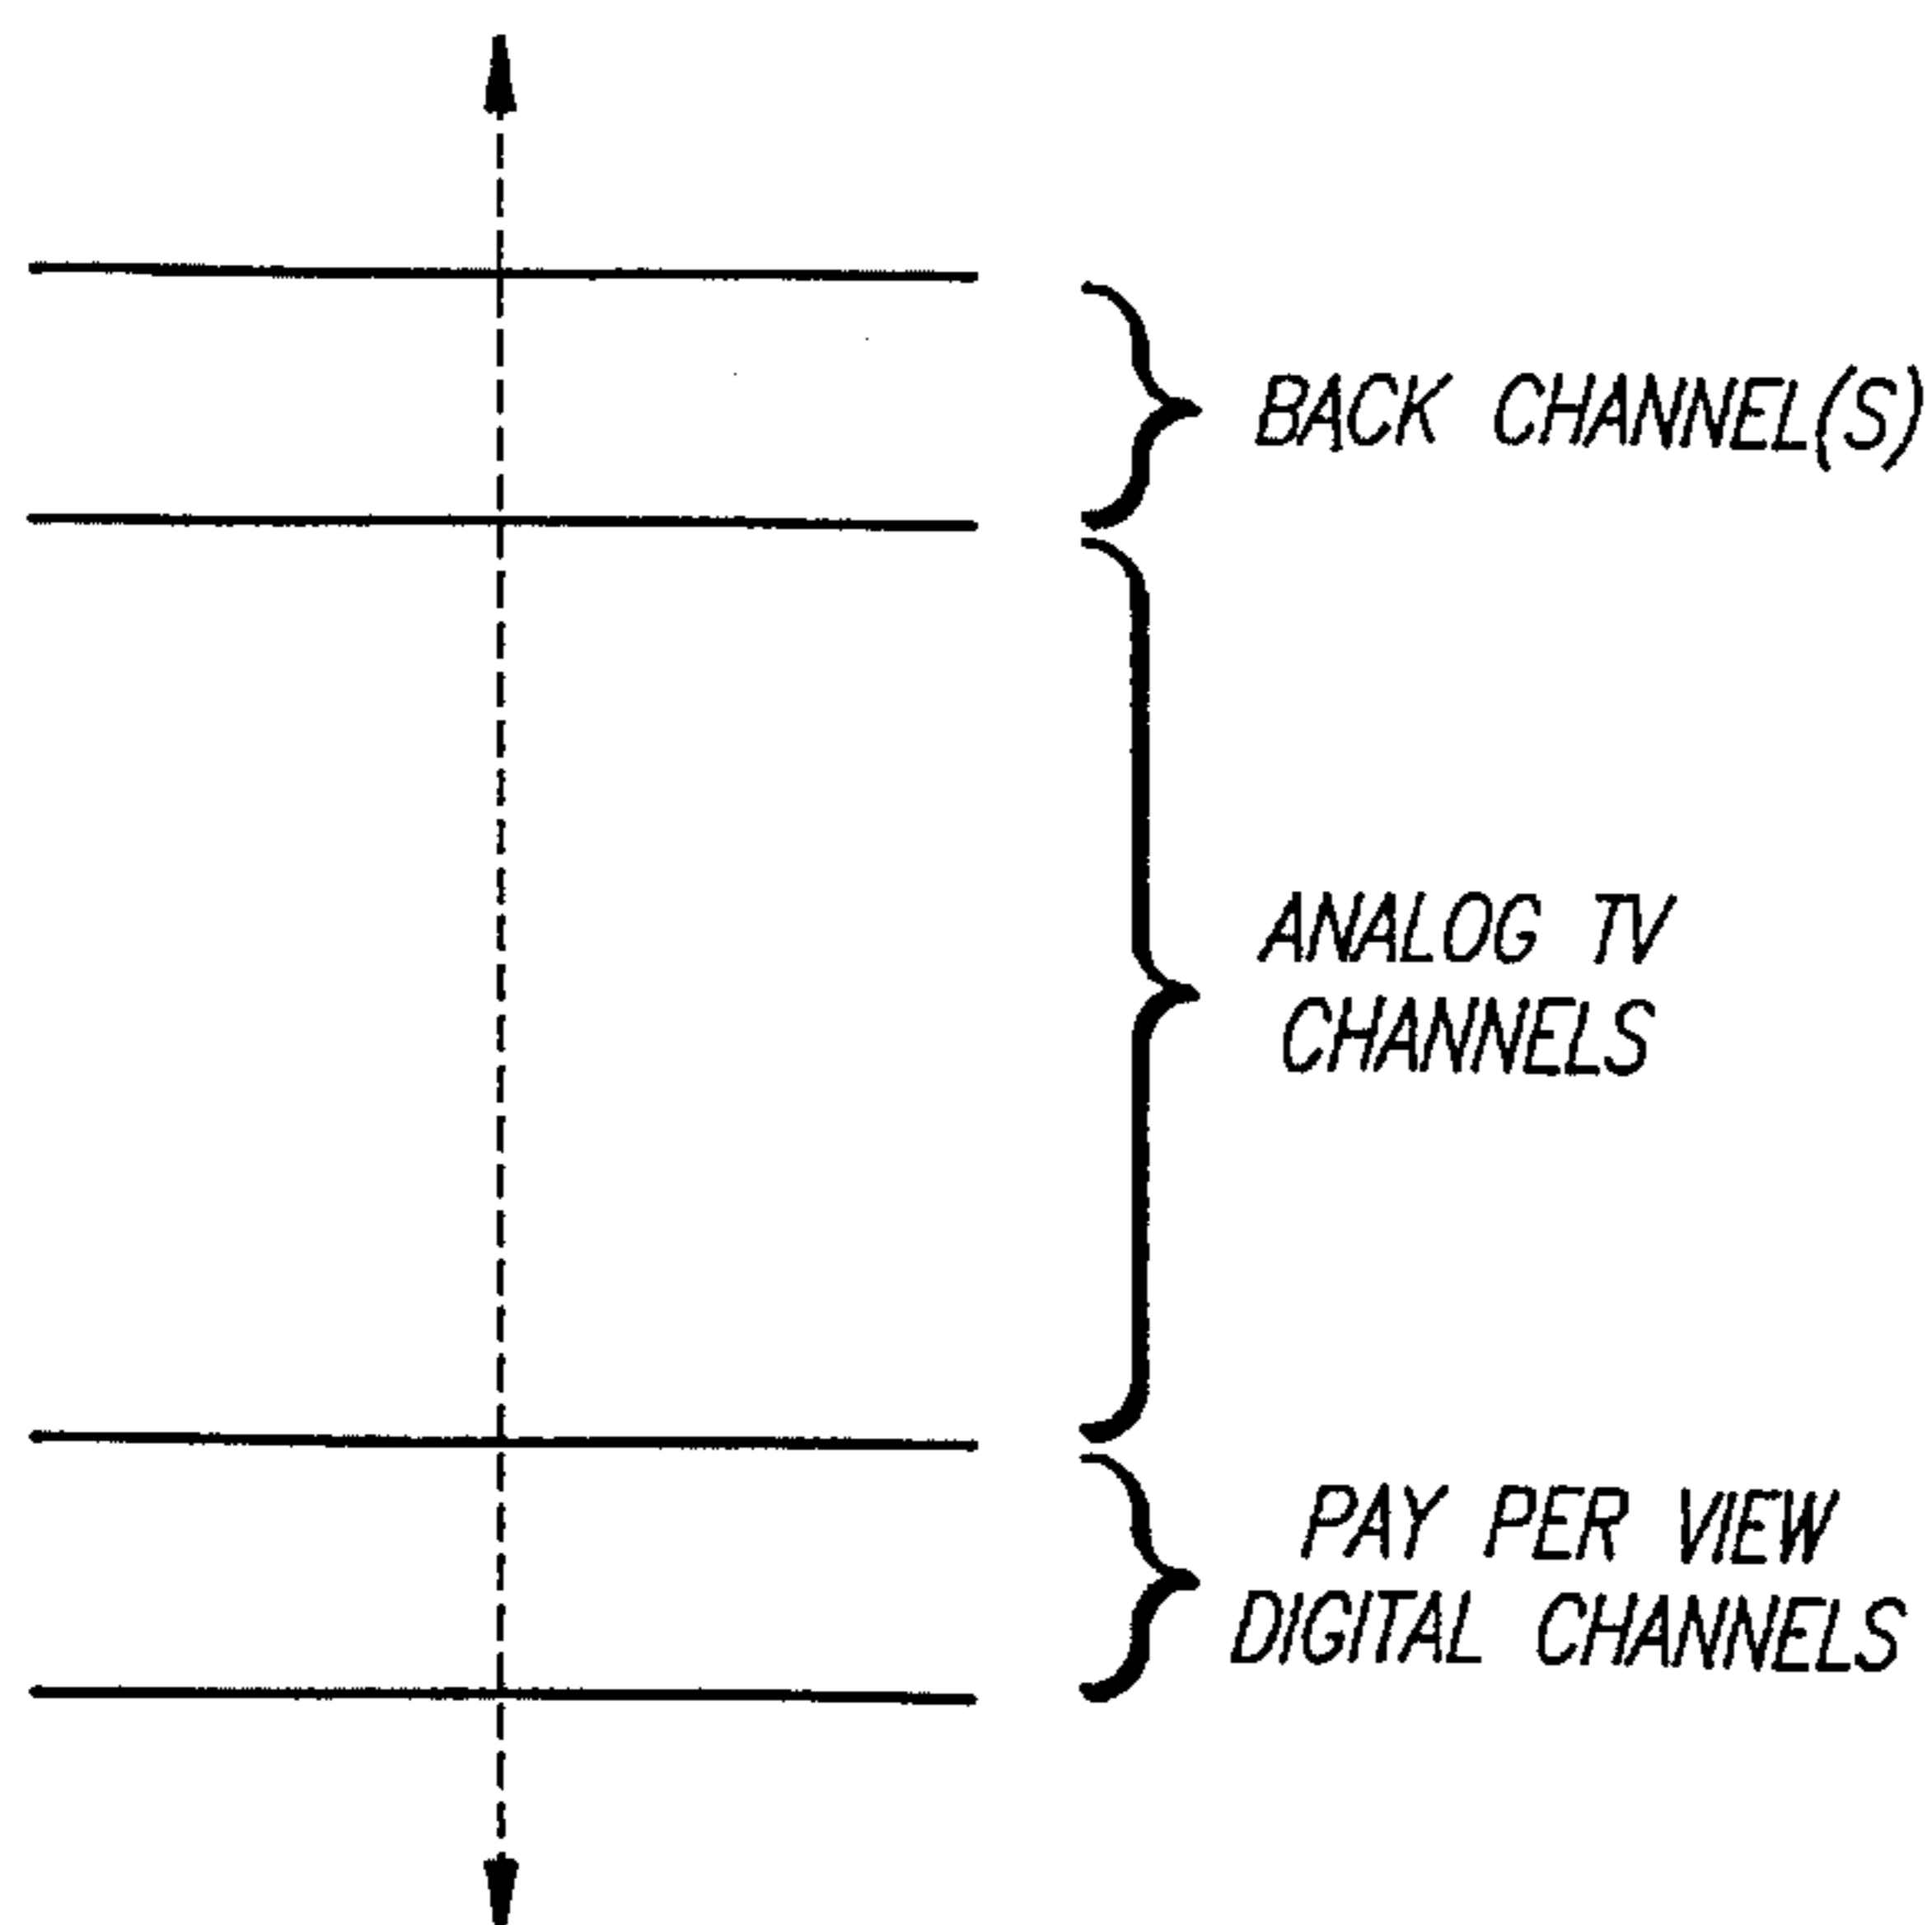 BACK CHANNEL(S)
ANALOG TV
CHANNELS
PAY PER VIEW
DIGITAL CHANNELS